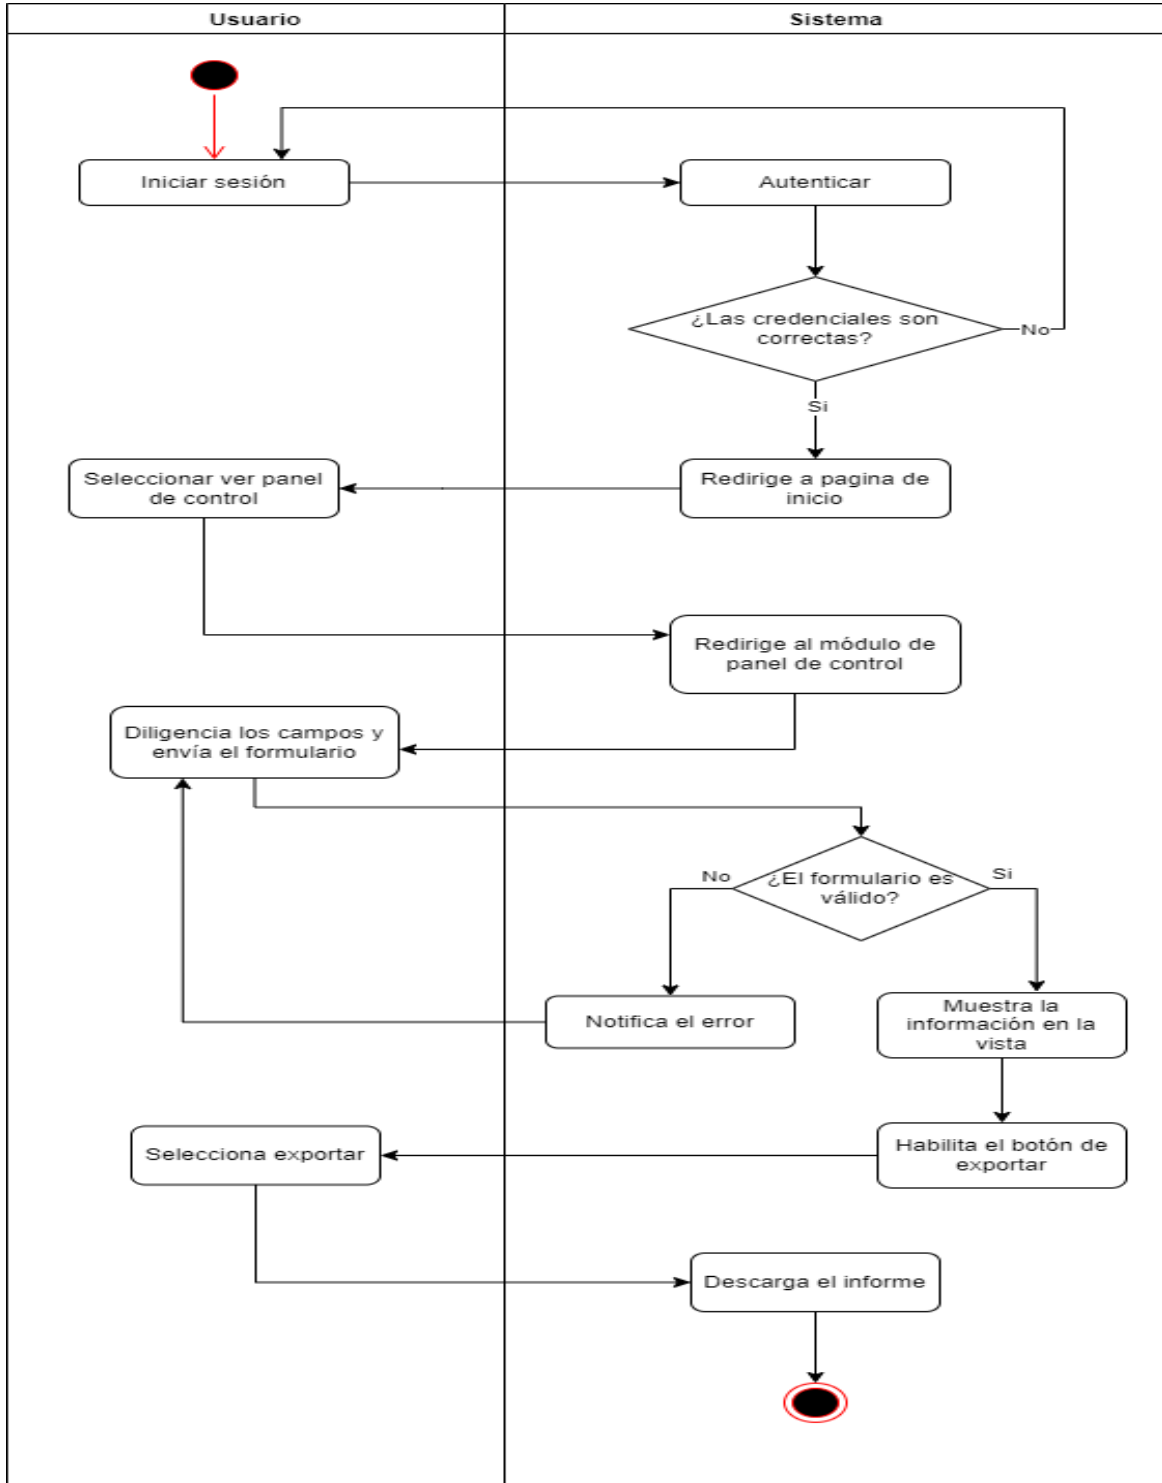 Usuario
Sistema
Iniciar sesión
Autenticar
¿Las credenciales son
correctas?
No
Si
Seleccionar ver panel
de control
Redirige a pagina de
inicio
Redirige al módulo de
panel de control
Diligencia los campos y
envía el formulario
No
¿El formulario es
válido?
Si
Notifica el error
Muestra la
información en la
vista
Selecciona exportar
Habilita el botón de
exportar
Descarga el informe